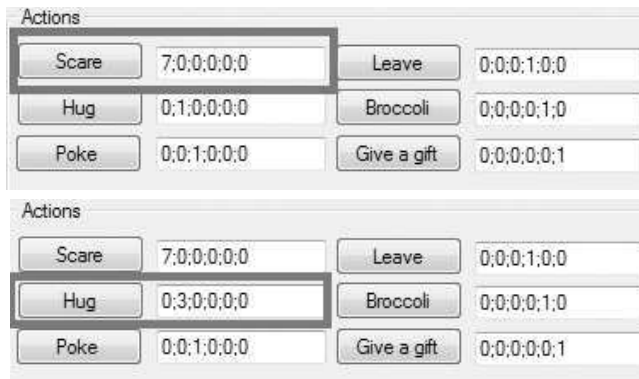 Actions
Scare 7;0;0;0;0;0 Leave 0;0;0;1;0;0
Hug 0;1;0;0;0;0 Broccoli 0;0;0;0;1;0
Poke 0;0;1;0;0;0 Give a gift 0;0;0;0;0;1
Actions
Scare 7;0;0;0;0;0 Leave 0;0;0;1;0;0
Hug 0;3;0;0;0;0 Broccoli 0;0;0;0;1;0
Poke 0;0;1;0;0;0 Give a gift 0;0;0;0;0;1